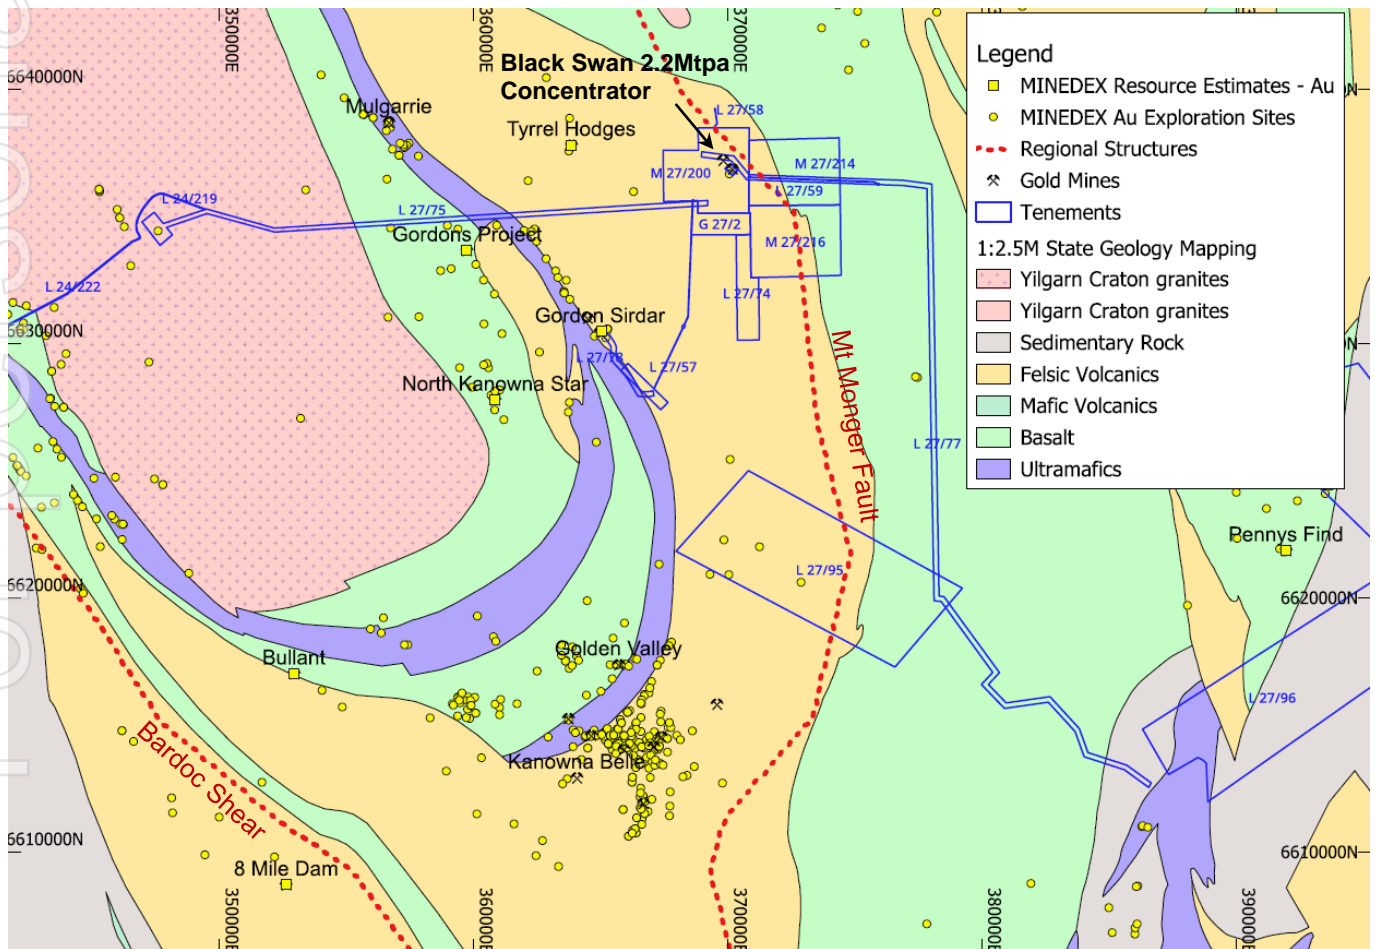 350000E
360000E
370000E
6640000N
Black Swan 2.2Mtpa
Concentrator
Mulgarrie
Tyrrel Hodges
L 27/58
M 27/200
M 27/214
L 27/59
L 24/219
L 27/75
G 27/2
M 27/216
Gordons Project
L 24/222
L 27/74
Gordon Sirdar
6630000N
L 27/78
L 27/57
North Kanowna Star
Mt Monger Fault
L 27/77
Legend
MINEDEX Resource Estimates - Au
MINEDEX Au Exploration Sites
Regional Structures
Gold Mines
Tenements
1:2.5M State Geology Mapping
Yilgarn Craton granites
Yilgarn Craton granites
Sedimentary Rock
Felsic Volcanics
Mafic Volcanics
Basalt
Ultramafics
Pennys Find
L 27/95
6620000N
6620000N
Golden Valley
Bullant
L 27/96
Bardoc Shear
Kanowna Belle
6610000N
6610000N
8 Mile Dam
350000E
360000E
370000E
380000E
390000E